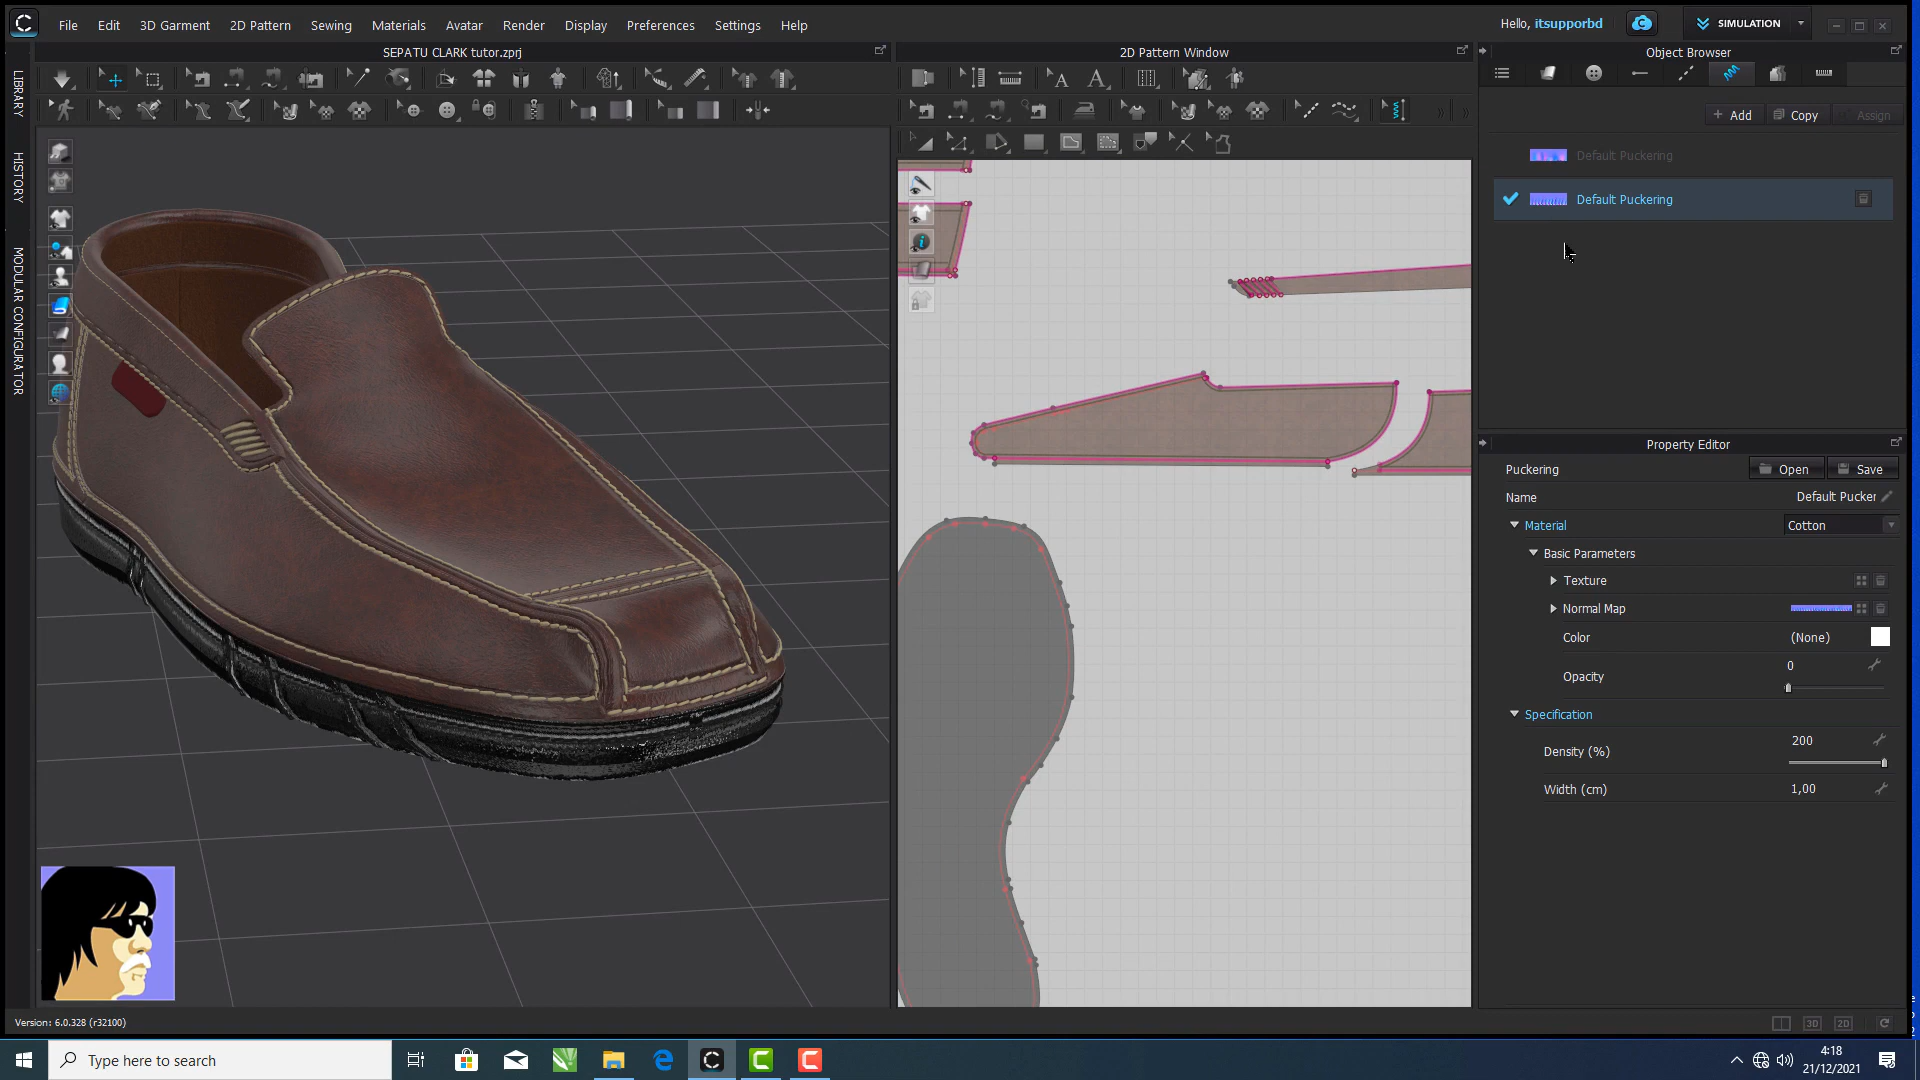 File Edit 3D Garment 2D Pattern Sewing Materials Avatar Render Display Preferences Settings Help
Hello, itsupporbd
SIMULATION
SEPATU CLARK tutor.zprj
2D Pattern Window
Object Browser
LIBRARY
HISTORY
MODULAR CONFIGURATOR
+ Add
Copy
Assign
Default Puckering
Default Puckering
Property Editor
Puckering
Open
Save
Name
Default Pucker
Material
Cotton
Basic Parameters
Texture
Normal Map
Color
(None)
Opacity
0
Specification
Density (%)
200
Width (cm)
1,00
Version: 6.0.328 (r32100)
3D
2D
Type here to search
4:18
21/12/2021